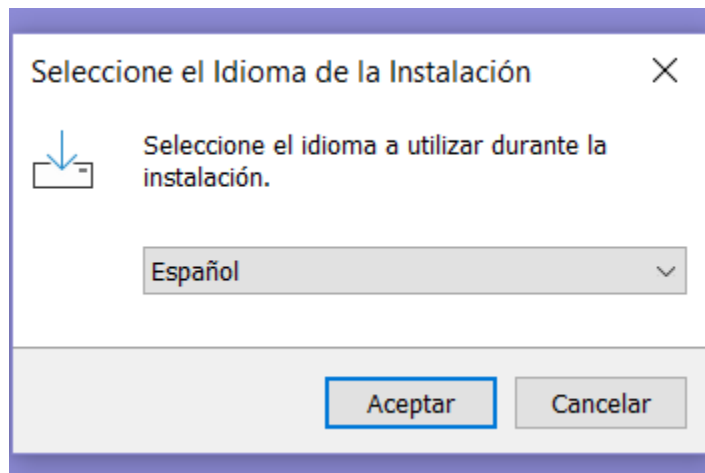 Seleccione el Idioma de la Instalación
Seleccione el idioma a utilizar durante la
instalación.
Español
Aceptar
Cancelar